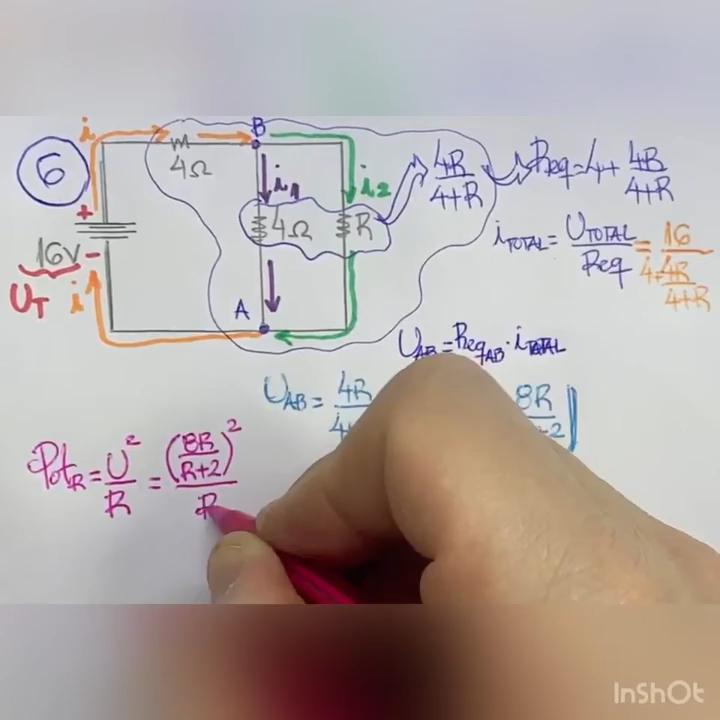 6
i
4Ω
B
i1
i2
4Ω
R
16V
+
-
UT
i
A
4R/4+R
Req=4+ 4R/4+R
iTOTAL= UTOTAL/Req = 16/4+4R/4+R
UAB=ReqAB·iTOTAL
UAB= 4R
8R
PotR= U²/R = (8R/R+2)²/R
InShOt